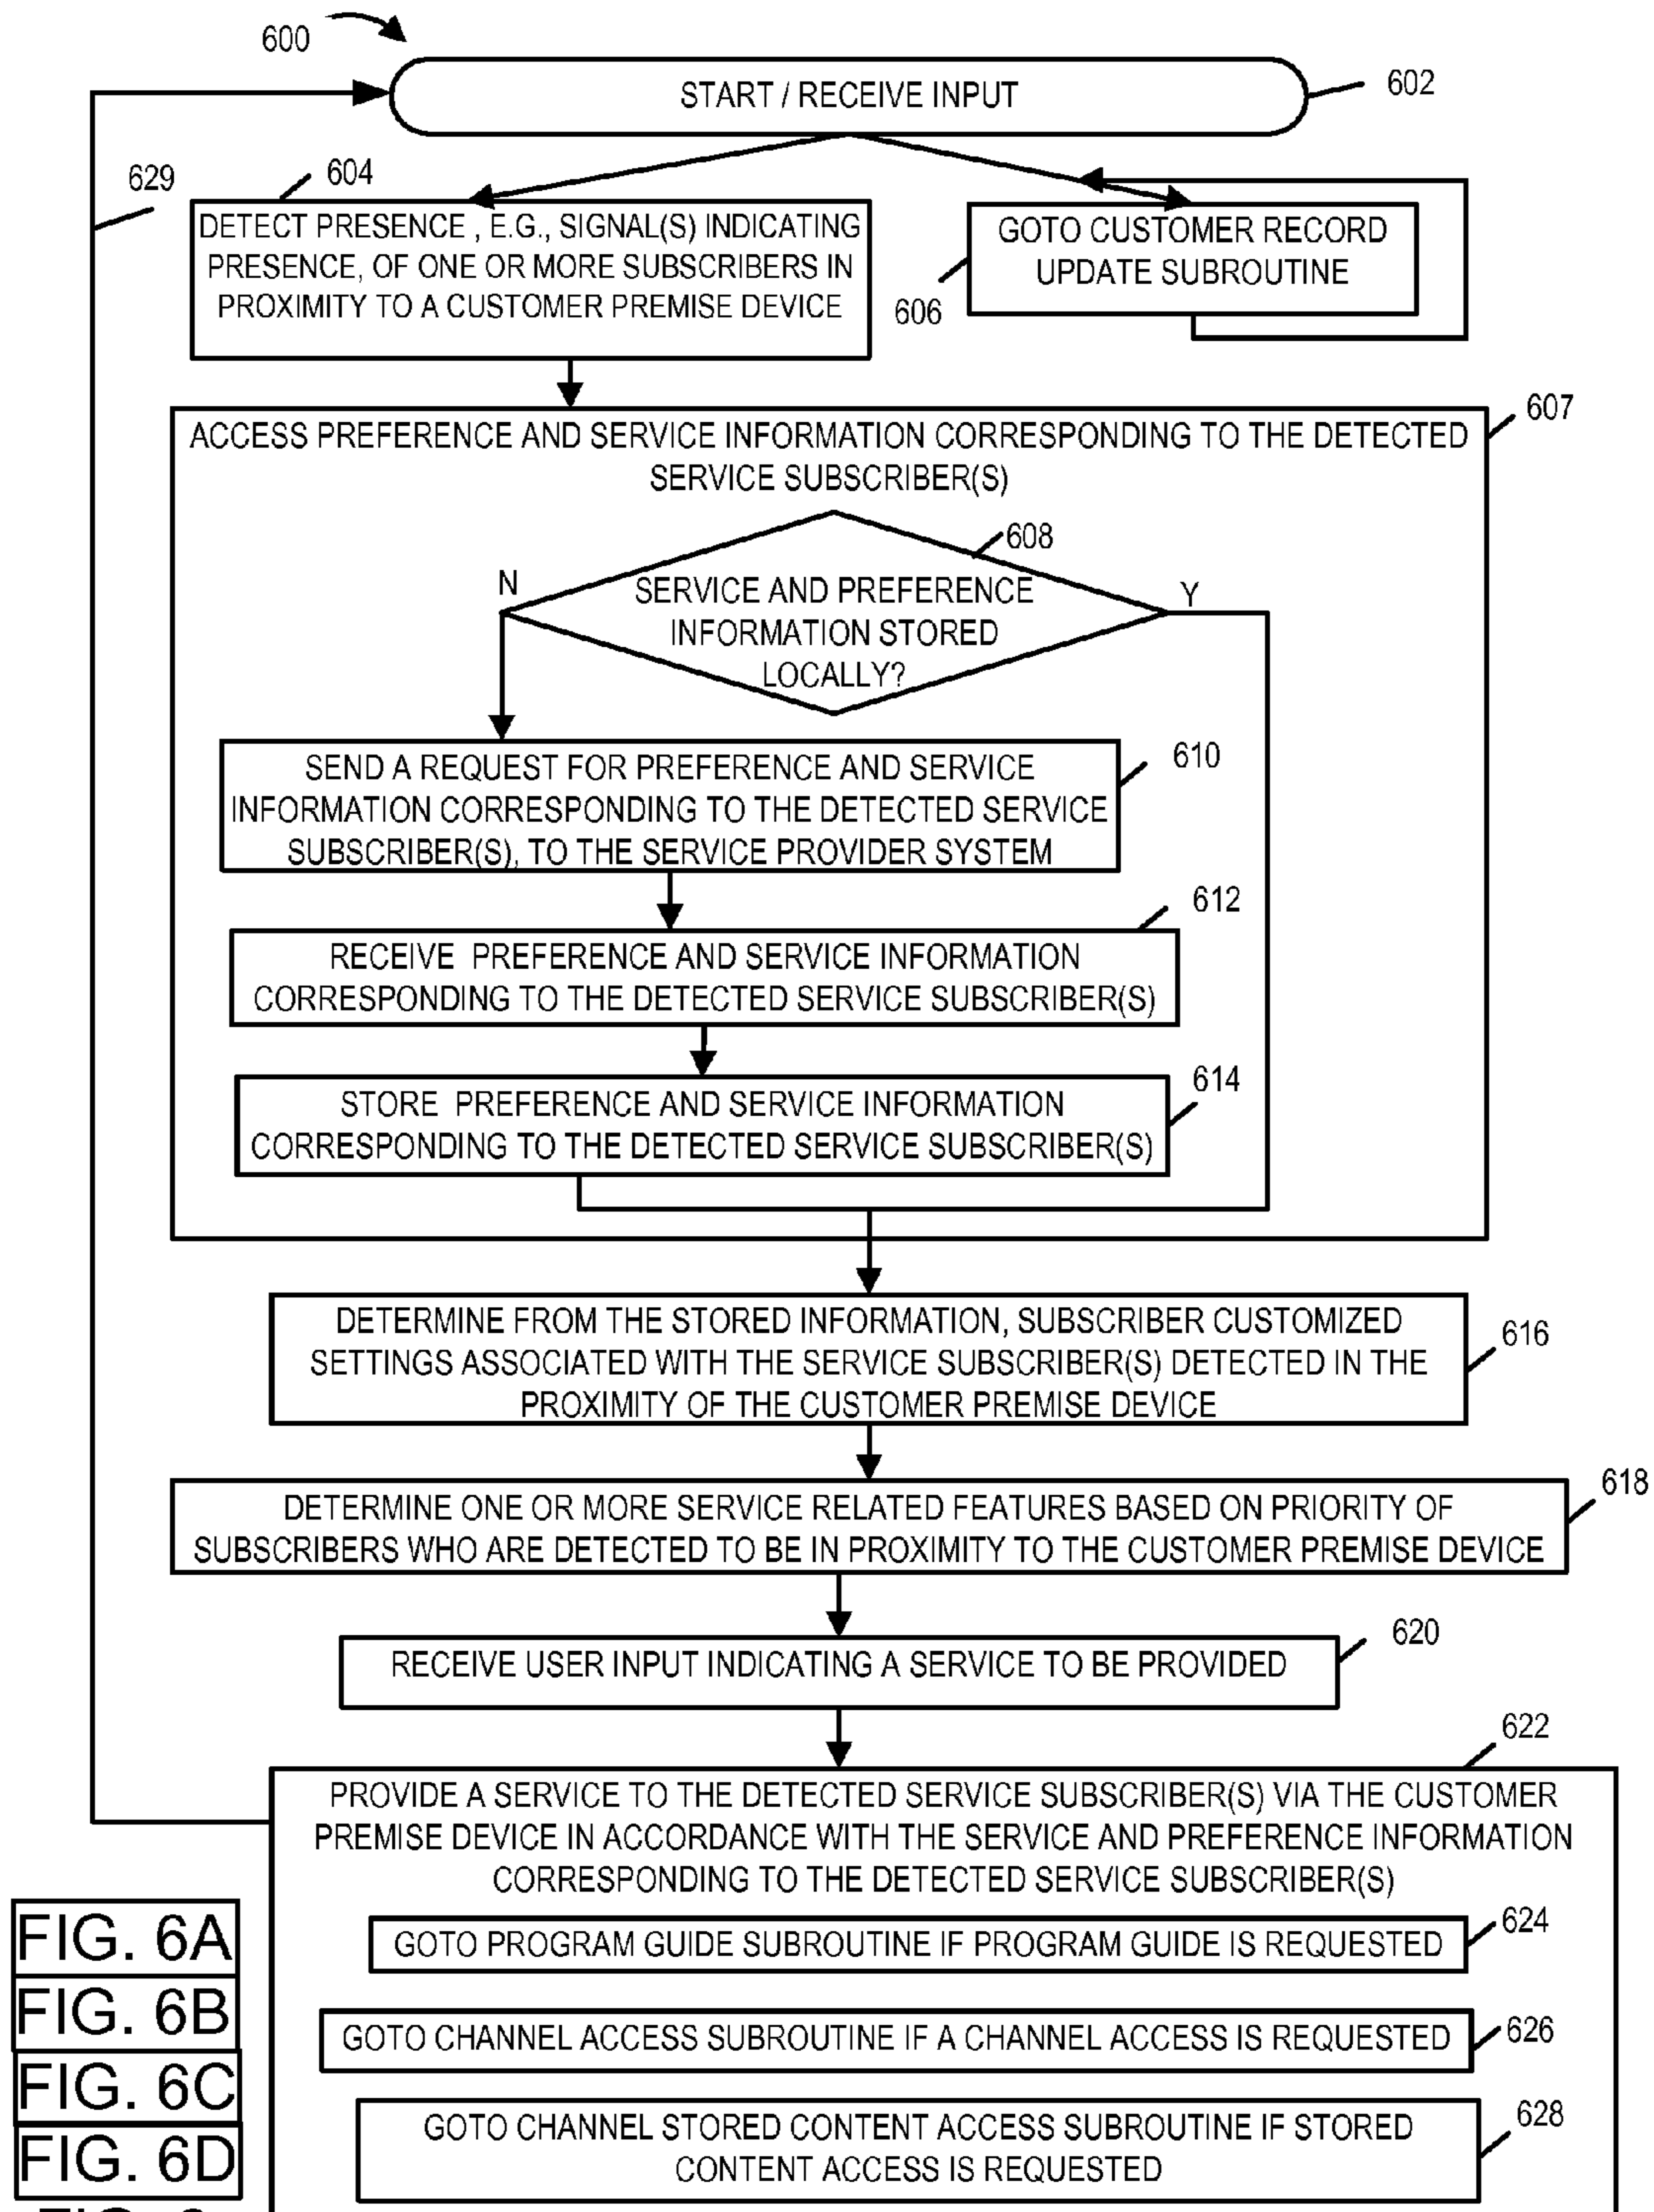 600
START / RECEIVE INPUT
602
629
604
DETECT PRESENCE , E.G., SIGNAL(S) INDICATING
PRESENCE, OF ONE OR MORE SUBSCRIBERS IN
PROXIMITY TO A CUSTOMER PREMISE DEVICE
GOTO CUSTOMER RECORD
UPDATE SUBROUTINE
606
607
ACCESS PREFERENCE AND SERVICE INFORMATION CORRESPONDING TO THE DETECTED
SERVICE SUBSCRIBER(S)
608
N
Y
SERVICE AND PREFERENCE
INFORMATION STORED
LOCALLY?
610
SEND A REQUEST FOR PREFERENCE AND SERVICE
INFORMATION CORRESPONDING TO THE DETECTED SERVICE
SUBSCRIBER(S), TO THE SERVICE PROVIDER SYSTEM
612
RECEIVE PREFERENCE AND SERVICE INFORMATION
CORRESPONDING TO THE DETECTED SERVICE SUBSCRIBER(S)
614
STORE PREFERENCE AND SERVICE INFORMATION
CORRESPONDING TO THE DETECTED SERVICE SUBSCRIBER(S)
DETERMINE FROM THE STORED INFORMATION, SUBSCRIBER CUSTOMIZED
SETTINGS ASSOCIATED WITH THE SERVICE SUBSCRIBER(S) DETECTED IN THE
PROXIMITY OF THE CUSTOMER PREMISE DEVICE
616
618
DETERMINE ONE OR MORE SERVICE RELATED FEATURES BASED ON PRIORITY OF
SUBSCRIBERS WHO ARE DETECTED TO BE IN PROXIMITY TO THE CUSTOMER PREMISE DEVICE
620
RECEIVE USER INPUT INDICATING A SERVICE TO BE PROVIDED
622
PROVIDE A SERVICE TO THE DETECTED SERVICE SUBSCRIBER(S) VIA THE CUSTOMER
PREMISE DEVICE IN ACCORDANCE WITH THE SERVICE AND PREFERENCE INFORMATION
CORRESPONDING TO THE DETECTED SERVICE SUBSCRIBER(S)
624
GOTO PROGRAM GUIDE SUBROUTINE IF PROGRAM GUIDE IS REQUESTED
626
GOTO CHANNEL ACCESS SUBROUTINE IF A CHANNEL ACCESS IS REQUESTED
628
GOTO CHANNEL STORED CONTENT ACCESS SUBROUTINE IF STORED
CONTENT ACCESS IS REQUESTED
FIG. 6A
FIG. 6B
FIG. 6C
FIG. 6D